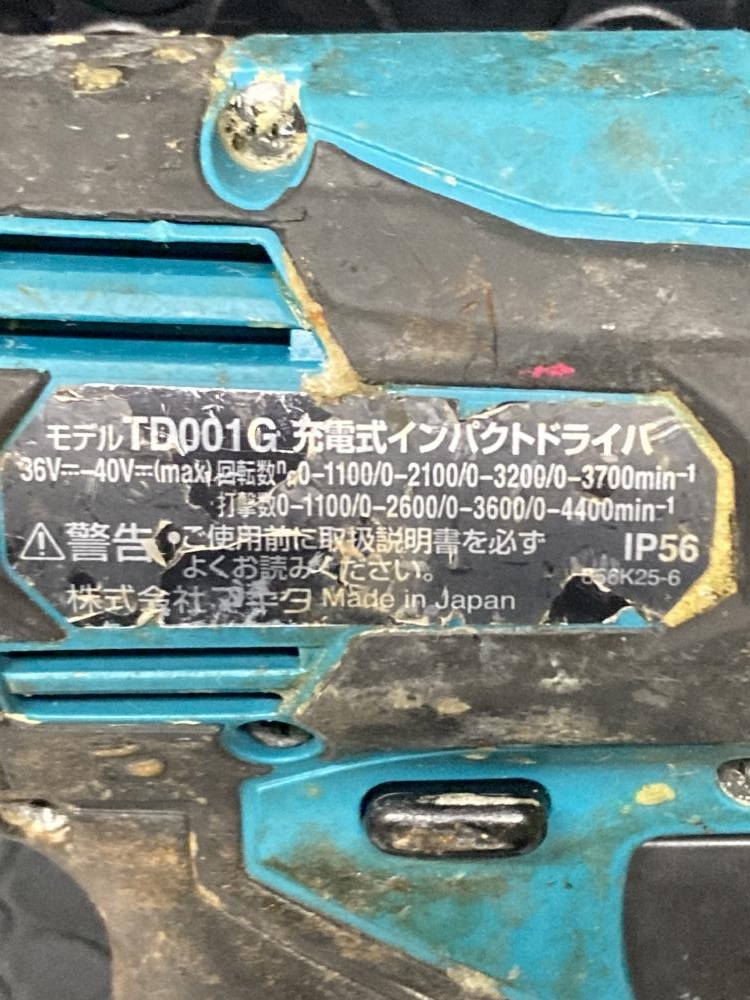 モデルTD001G 充電式インパクトドライバ
36V⎓-40V⎓(max) 回転数 0-1100/0-2100/0-3200/0-3700min⁻¹
打撃数0-1100/0-2600/0-3600/0-4400min⁻¹
⚠警告 •ご使用前に取扱説明書を必ず
よくお読みください。
IP56
株式会社マキタ Made in Japan